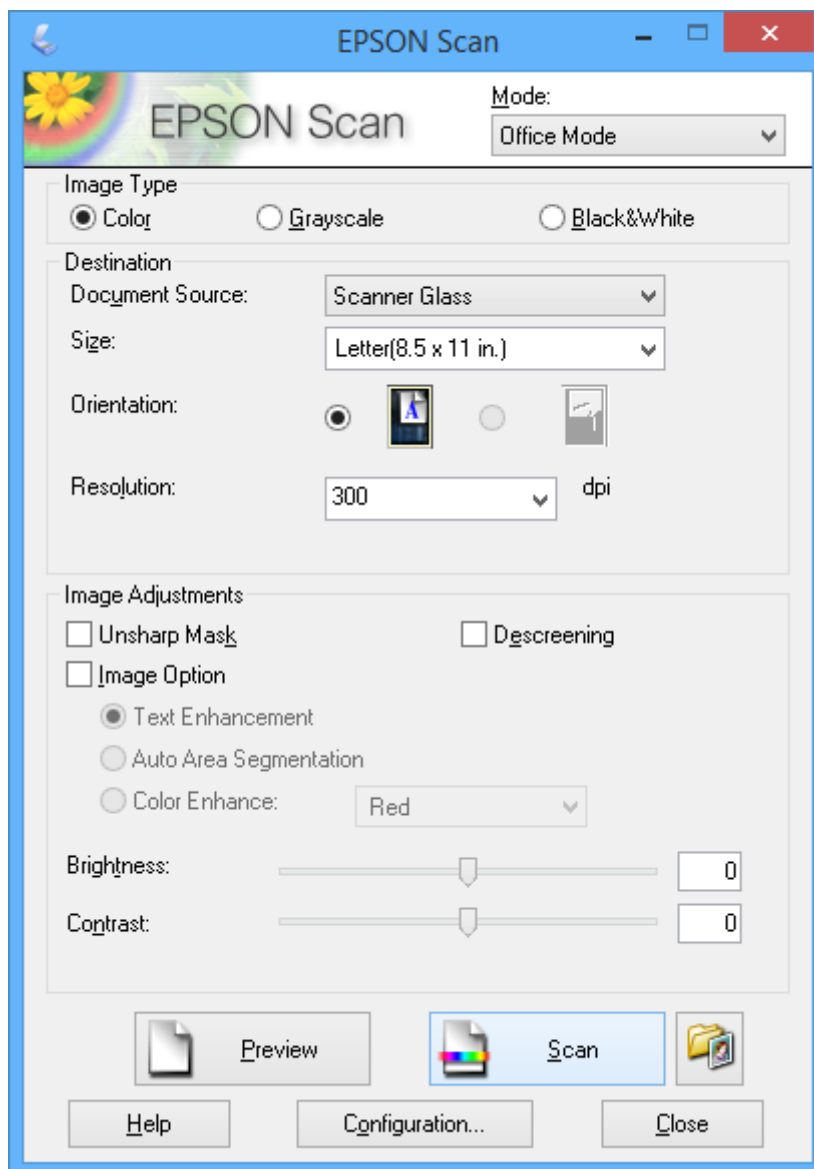 EPSON Scan
EPSON Scan
Mode:
Office Mode
Image Type
Color Grayscale Black&White
Destination
Document Source: Scanner Glass
Size: Letter(8.5 x 11 in.)
Orientation: A
Resolution: 300 dpi
Image Adjustments
Unsharp Mask Descreening
Image Option
Text Enhancement
Auto Area Segmentation
Color Enhance: Red
Brightness: 0
Contrast: 0
Preview Scan
Help Configuration... Close